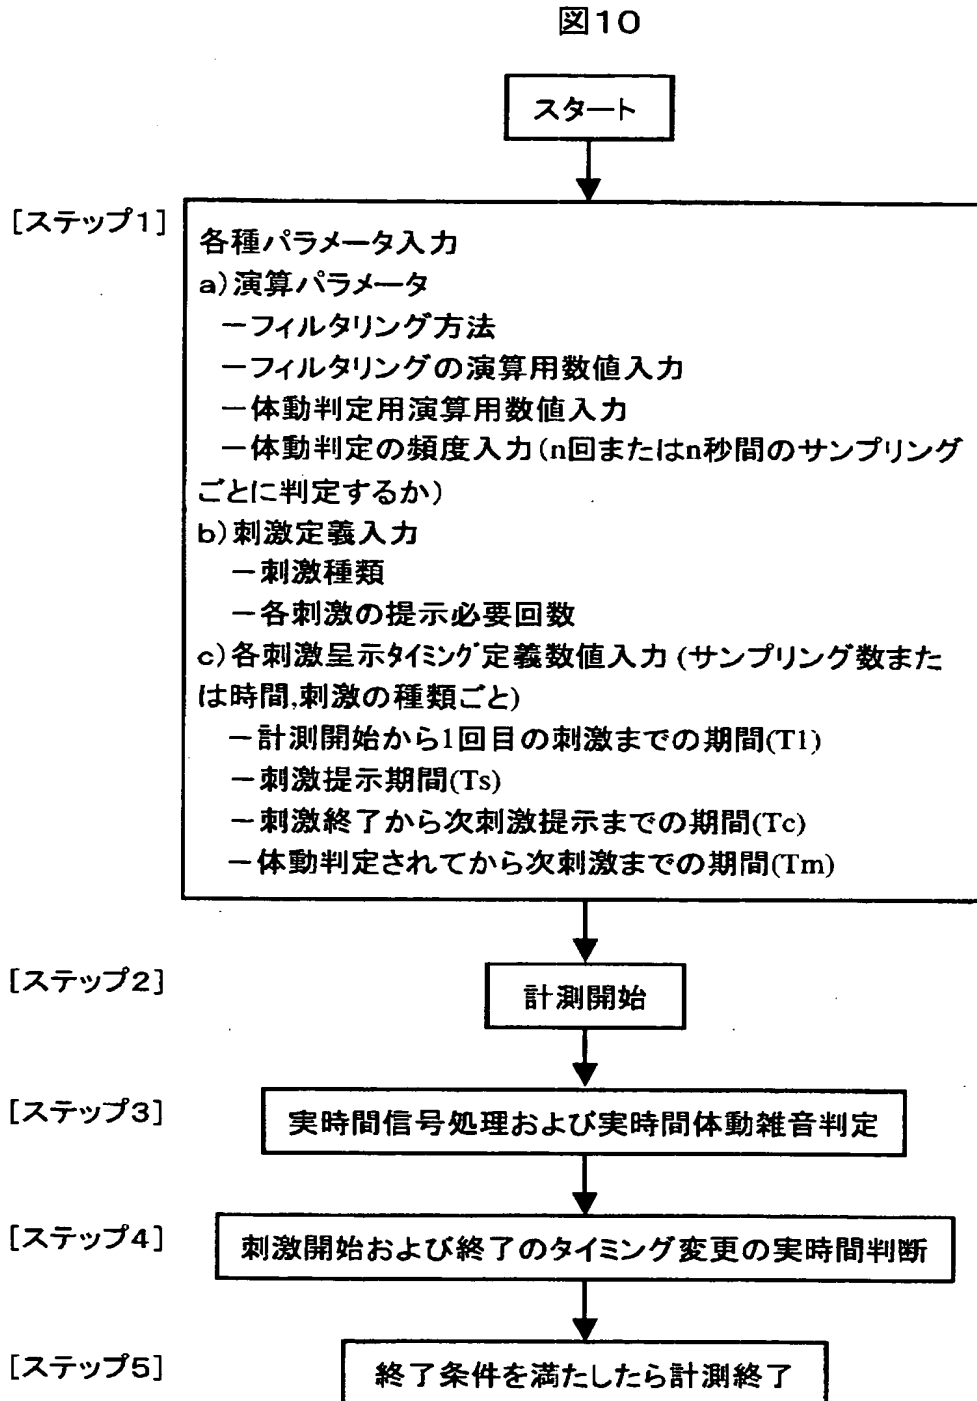 図10
スタート
[ステップ1]
各種パラメータ入力
a)演算パラメータ
－フィルタリング方法
－フィルタリングの演算用数値入力
－体動判定用演算用数値入力
－体動判定の頻度入力(n回またはn秒間のサンプリング
ごとに判定するか)
b)刺激定義入力
－刺激種類
－各刺激の提示必要回数
c)各刺激呈示タイミング定義数値入力(サンプリング数また
は時間,刺激の種類ごと)
－計測開始から1回目の刺激までの期間(T1)
－刺激提示期間(Ts)
－刺激終了から次刺激提示までの期間(Tc)
－体動判定されてから次刺激までの期間(Tm)
[ステップ2]
計測開始
[ステップ3]
実時間信号処理および実時間体動雑音判定
[ステップ4]
刺激開始および終了のタイミング変更の実時間判断
[ステップ5]
終了条件を満たしたら計測終了